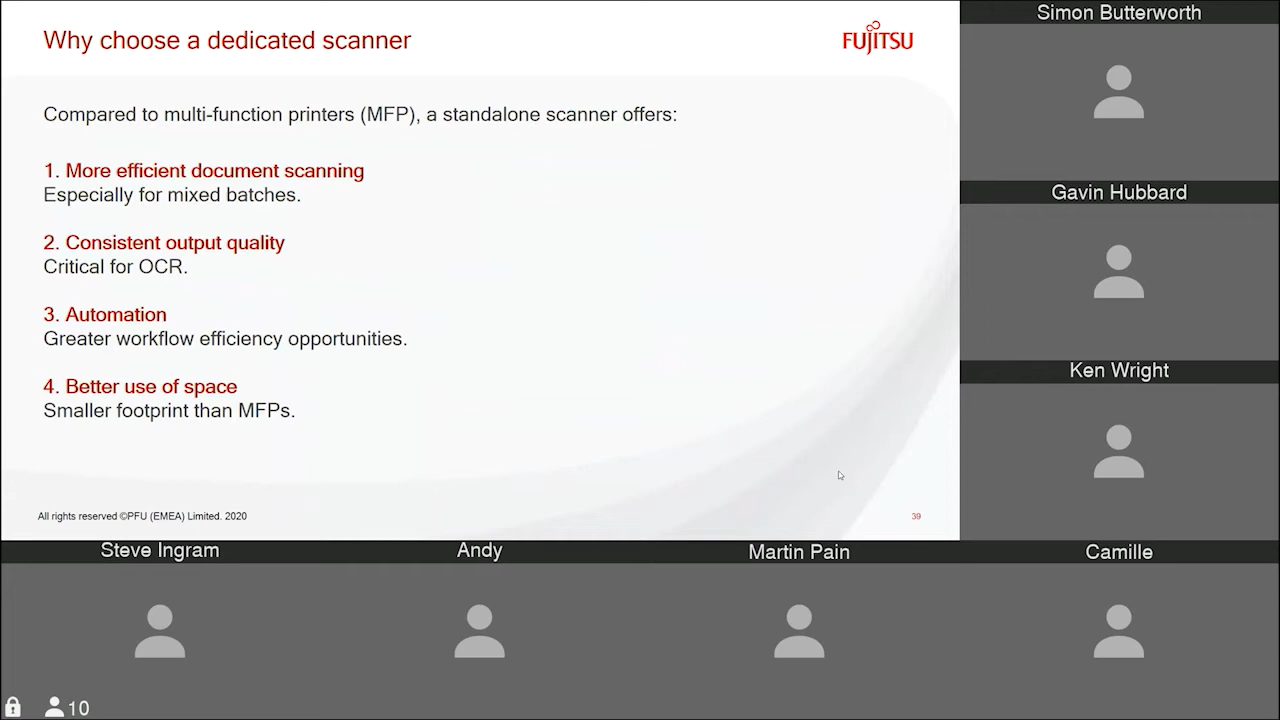 Why choose a dedicated scanner
FUJITSU
Compared to multi-function printers (MFP), a standalone scanner offers:
1. More efficient document scanning
Especially for mixed batches.
2. Consistent output quality
Critical for OCR.
3. Automation
Greater workflow efficiency opportunities.
4. Better use of space
Smaller footprint than MFPs.
All rights reserved ©PFU (EMEA) Limited. 2020
39
Simon Butterworth
Gavin Hubbard
Ken Wright
Steve Ingram
Andy
Martin Pain
Camille
10